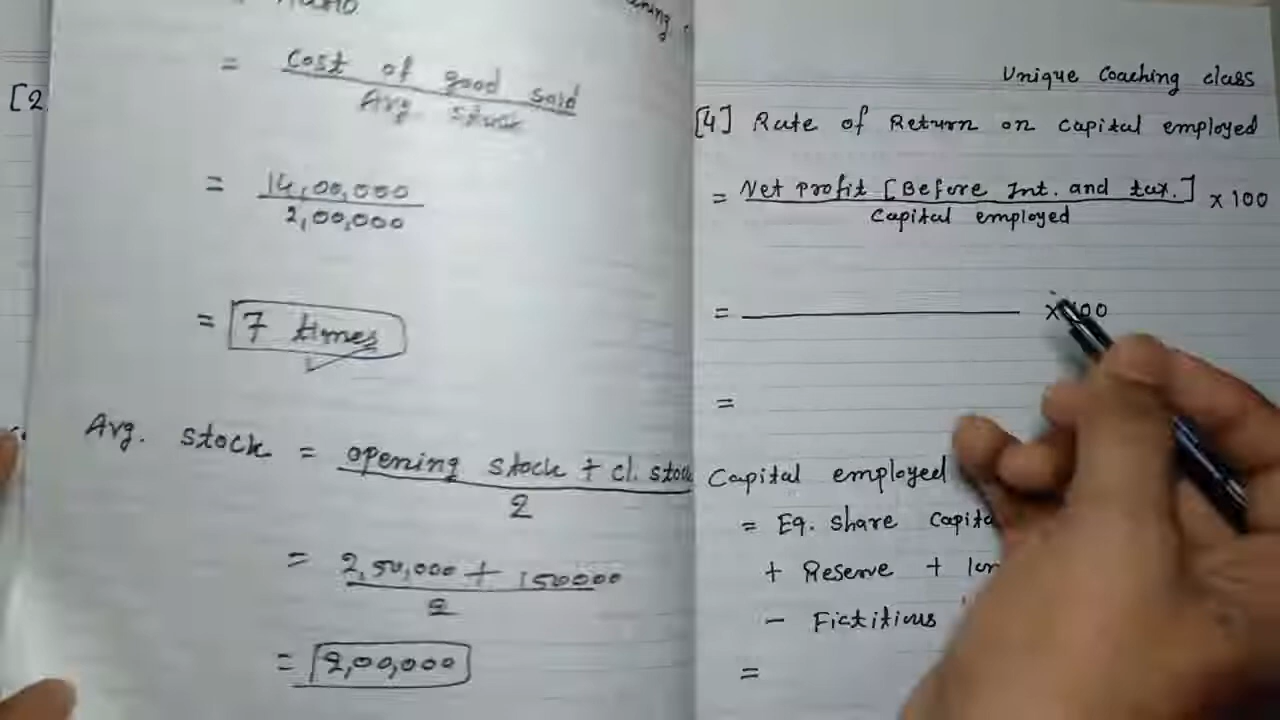 [2
= Cost of good sold
Avg. stock
= 14,00,000
2,00,000
= 7 times
Avg. stock = opening stock + cl. stock
2
= 2,50,000 + 150000
2
= 2,00,000
Unique Coaching class
[4] Rate of Return on Capital employed
= Net profit [Before Int. and tax.] x 100
Capital employed
= x 100
=
Capital employed
= Eq. share Capita
+ Reserve +
- Fictitious
=